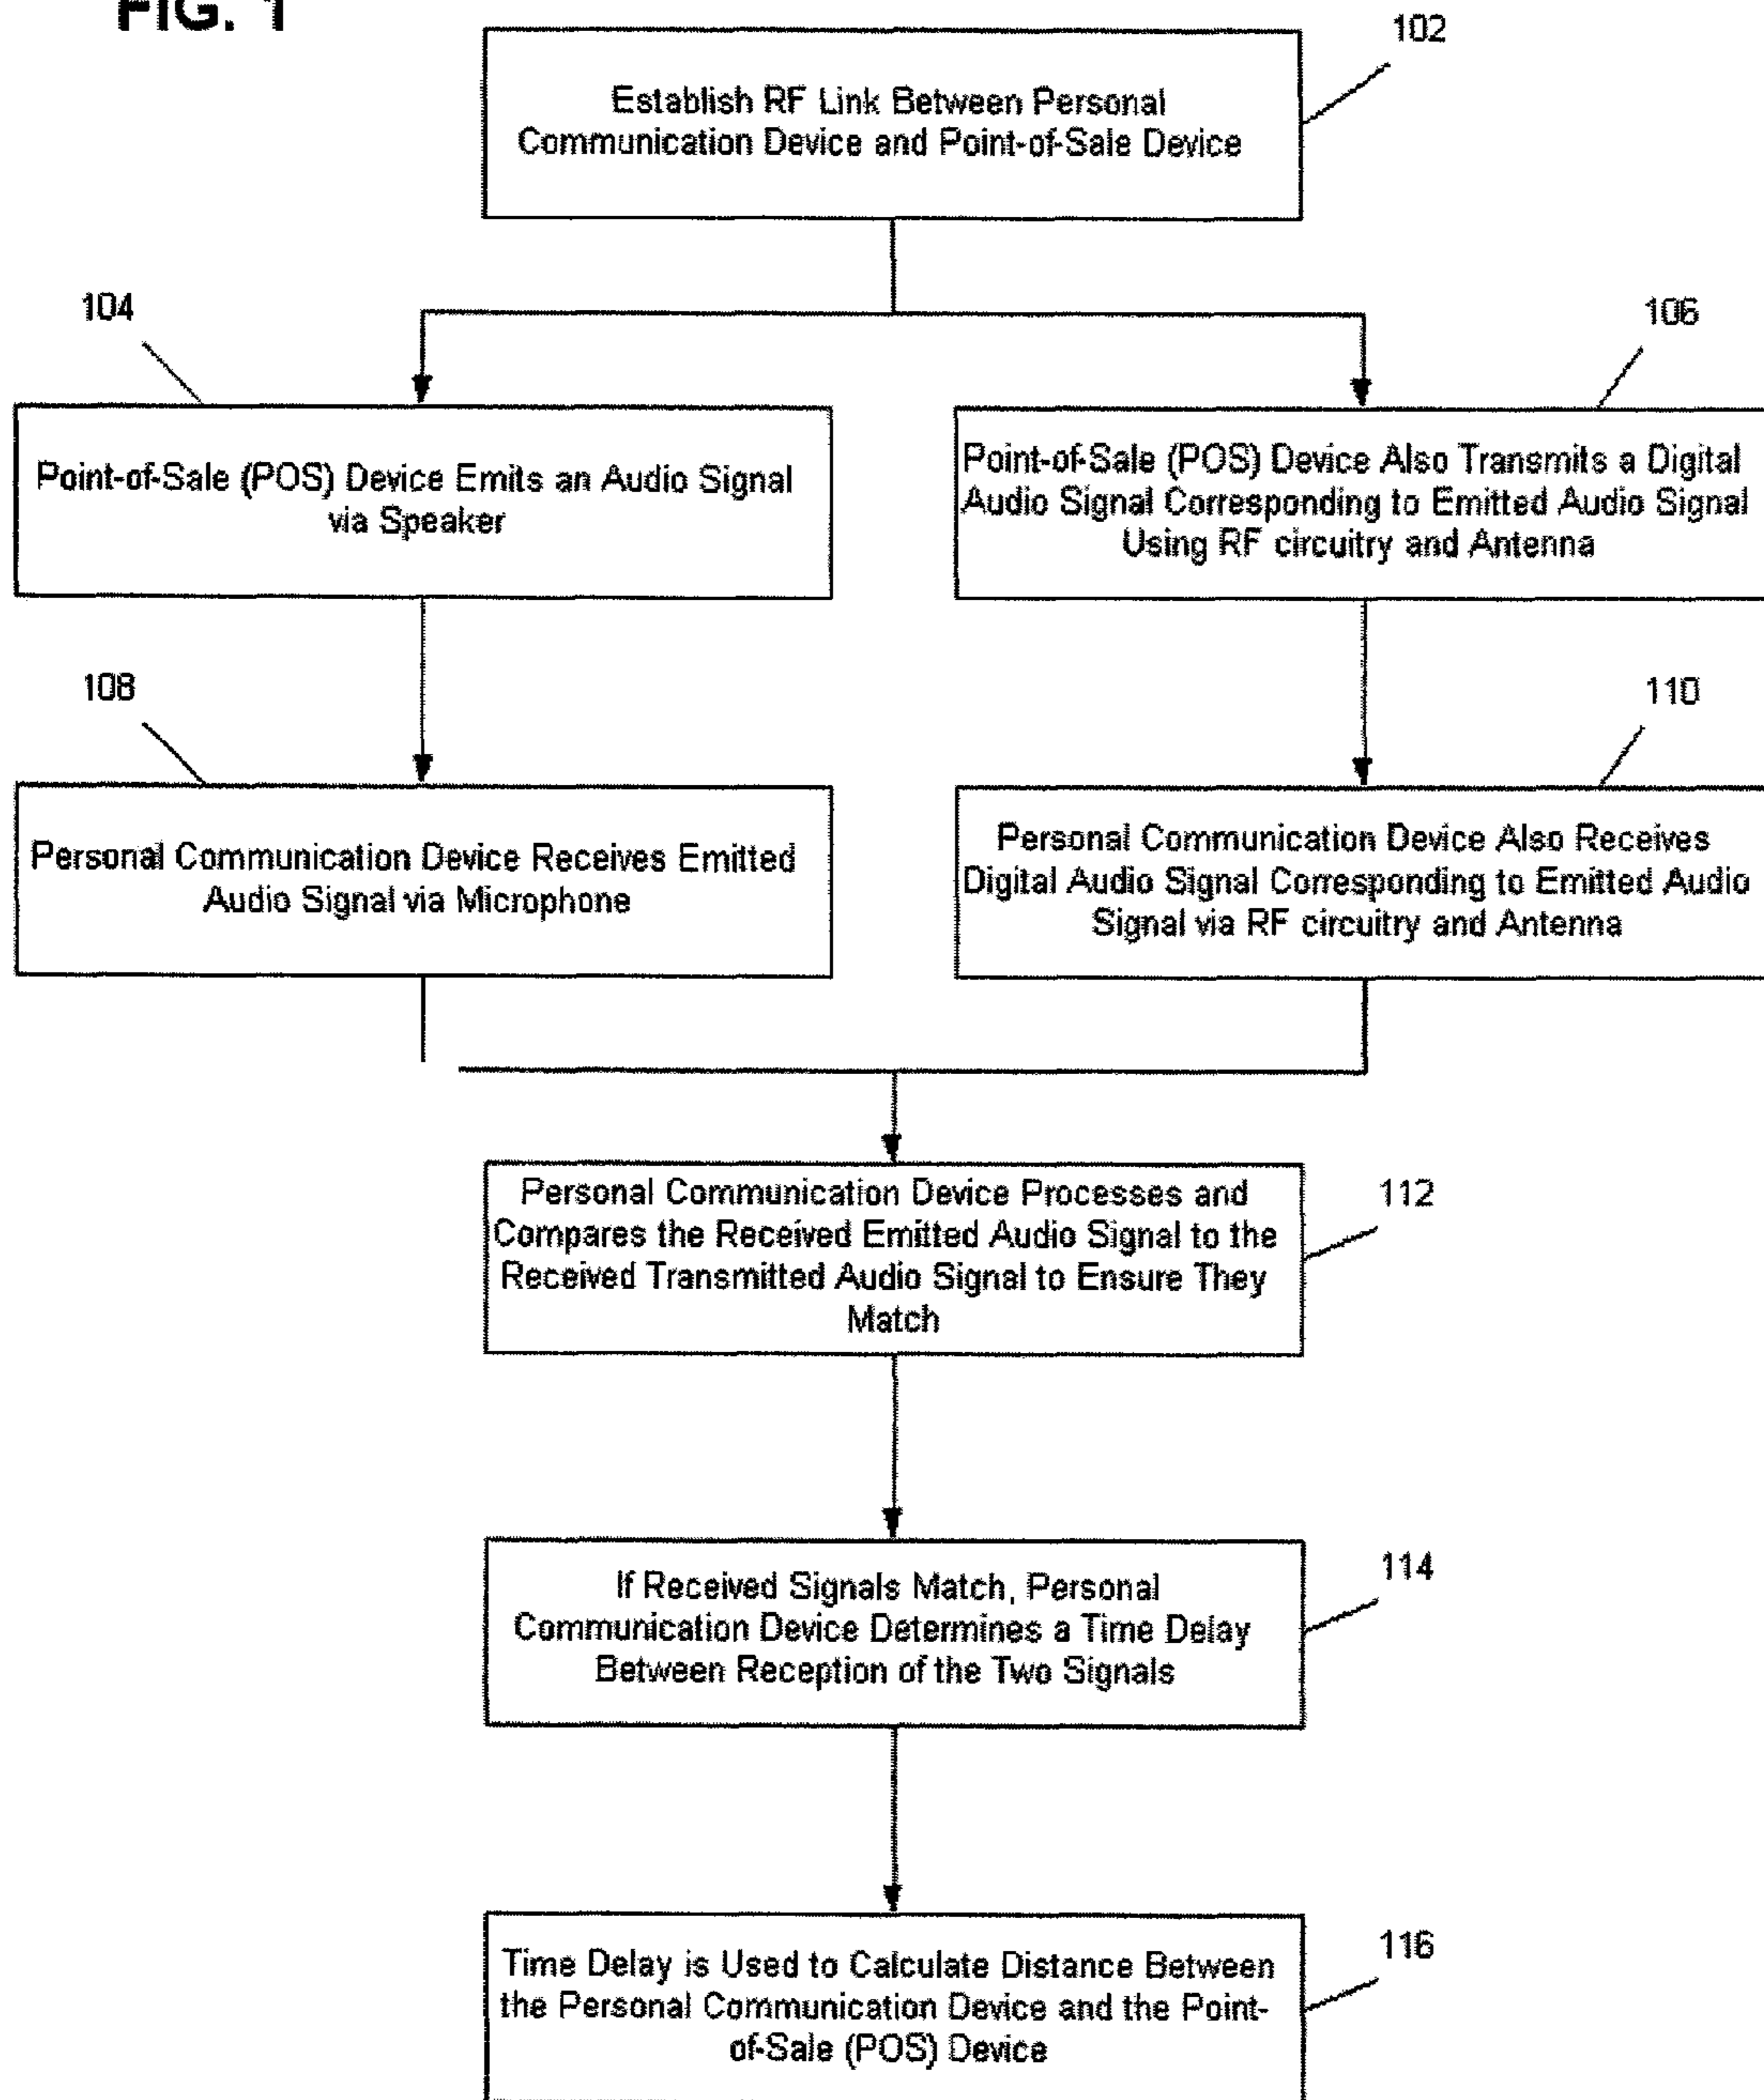 FIG. 1
102
Establish RF Link Between Personal
Communication Device and Point-of-Sale Device
104
106
Point-of-Sale (POS) Device Emits an Audio Signal
via Speaker
Point-of-Sale (POS) Device Also Transmits a Digital
Audio Signal Corresponding to Emitted Audio Signal
Using RF circuitry and Antenna
108
110
Personal Communication Device Receives Emitted
Audio Signal via Microphone
Personal Communication Device Also Receives
Digital Audio Signal Corresponding to Emitted Audio
Signal via RF circuitry and Antenna
112
Personal Communication Device Processes and
Compares the Received Emitted Audio Signal to the
Received Transmitted Audio Signal to Ensure They
Match
114
If Received Signals Match, Personal
Communication Device Determines a Time Delay
Between Reception of the Two Signals
116
Time Delay is Used to Calculate Distance Between
the Personal Communication Device and the Point-
of-Sale (POS) Device